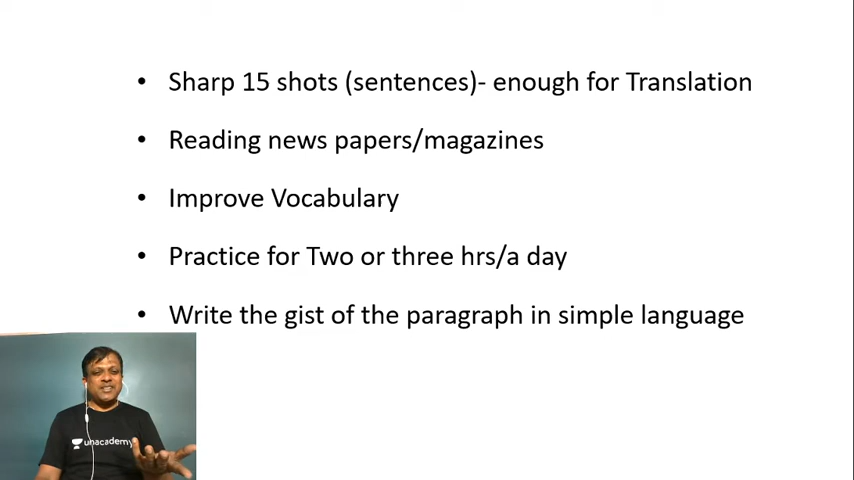 • Sharp 15 shots (sentences)- enough for Translation
• Reading news papers/magazines
• Improve Vocabulary
• Practice for Two or three hrs/a day
• Write the gist of the paragraph in simple language
unacademy